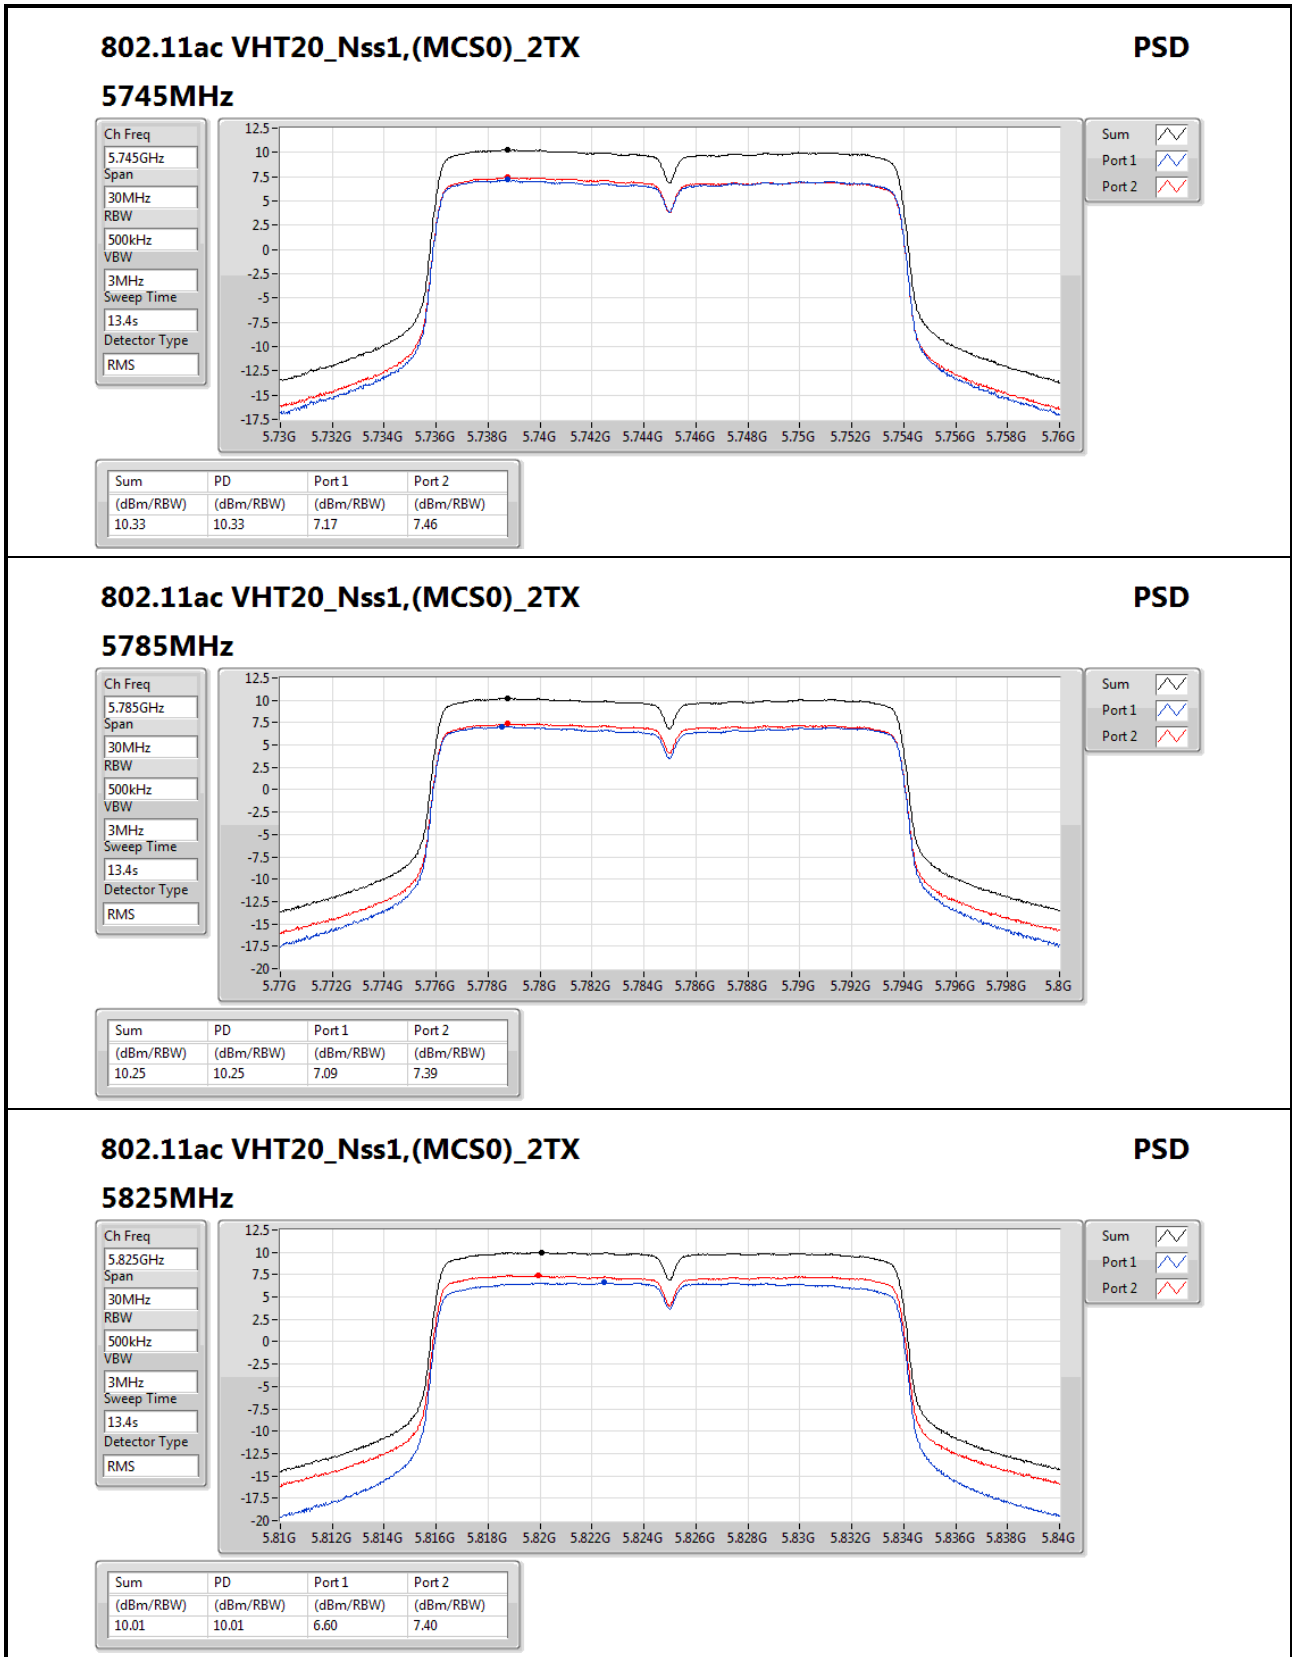 802.11ac VHT20_Nss1,(MCS0)_2TX PSD
5745MHz
Ch Freq
5.745GHz
Span
30MHz
RBW
500kHz
VBW
3MHz
Sweep Time
13.4s
Detector Type
RMS
12.5
10
7.5
5
2.5
0
-2.5
-5
-7.5
-10
-12.5
-15
-17.5
5.73G 5.732G 5.734G 5.736G 5.738G 5.74G 5.742G 5.744G 5.746G 5.748G 5.75G 5.752G 5.754G 5.756G 5.758G 5.76G
Sum
Port 1
Port 2
Sum PD Port 1 Port 2
(dBm/RBW) (dBm/RBW) (dBm/RBW) (dBm/RBW)
10.33 10.33 7.17 7.46
802.11ac VHT20_Nss1,(MCS0)_2TX PSD
5785MHz
Ch Freq
5.785GHz
Span
30MHz
RBW
500kHz
VBW
3MHz
Sweep Time
13.4s
Detector Type
RMS
12.5
10
7.5
5
2.5
0
-2.5
-5
-7.5
-10
-12.5
-15
-17.5
-20
5.77G 5.772G 5.774G 5.776G 5.778G 5.78G 5.782G 5.784G 5.786G 5.788G 5.79G 5.792G 5.794G 5.796G 5.798G 5.8G
Sum
Port 1
Port 2
Sum PD Port 1 Port 2
(dBm/RBW) (dBm/RBW) (dBm/RBW) (dBm/RBW)
10.25 10.25 7.09 7.39
802.11ac VHT20_Nss1,(MCS0)_2TX PSD
5825MHz
Ch Freq
5.825GHz
Span
30MHz
RBW
500kHz
VBW
3MHz
Sweep Time
13.4s
Detector Type
RMS
12.5
10
7.5
5
2.5
0
-2.5
-5
-7.5
-10
-12.5
-15
-17.5
-20
5.81G 5.812G 5.814G 5.816G 5.818G 5.82G 5.822G 5.824G 5.826G 5.828G 5.83G 5.832G 5.834G 5.836G 5.838G 5.84G
Sum
Port 1
Port 2
Sum PD Port 1 Port 2
(dBm/RBW) (dBm/RBW) (dBm/RBW) (dBm/RBW)
10.01 10.01 6.60 7.40